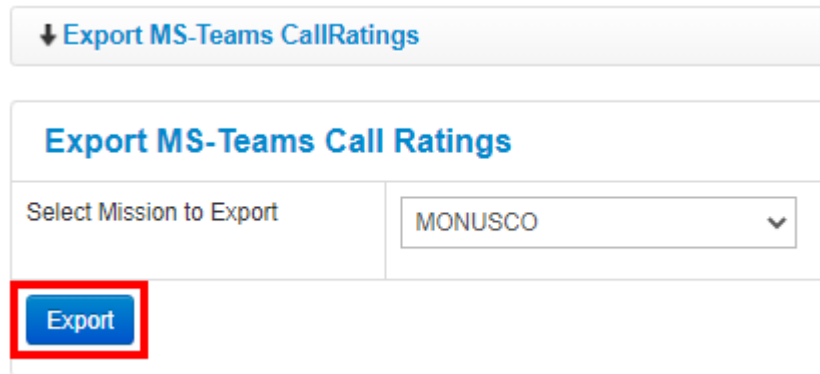 Export MS-Teams CallRatings
Export MS-Teams Call Ratings
Select Mission to Export
MONUSCO
Export